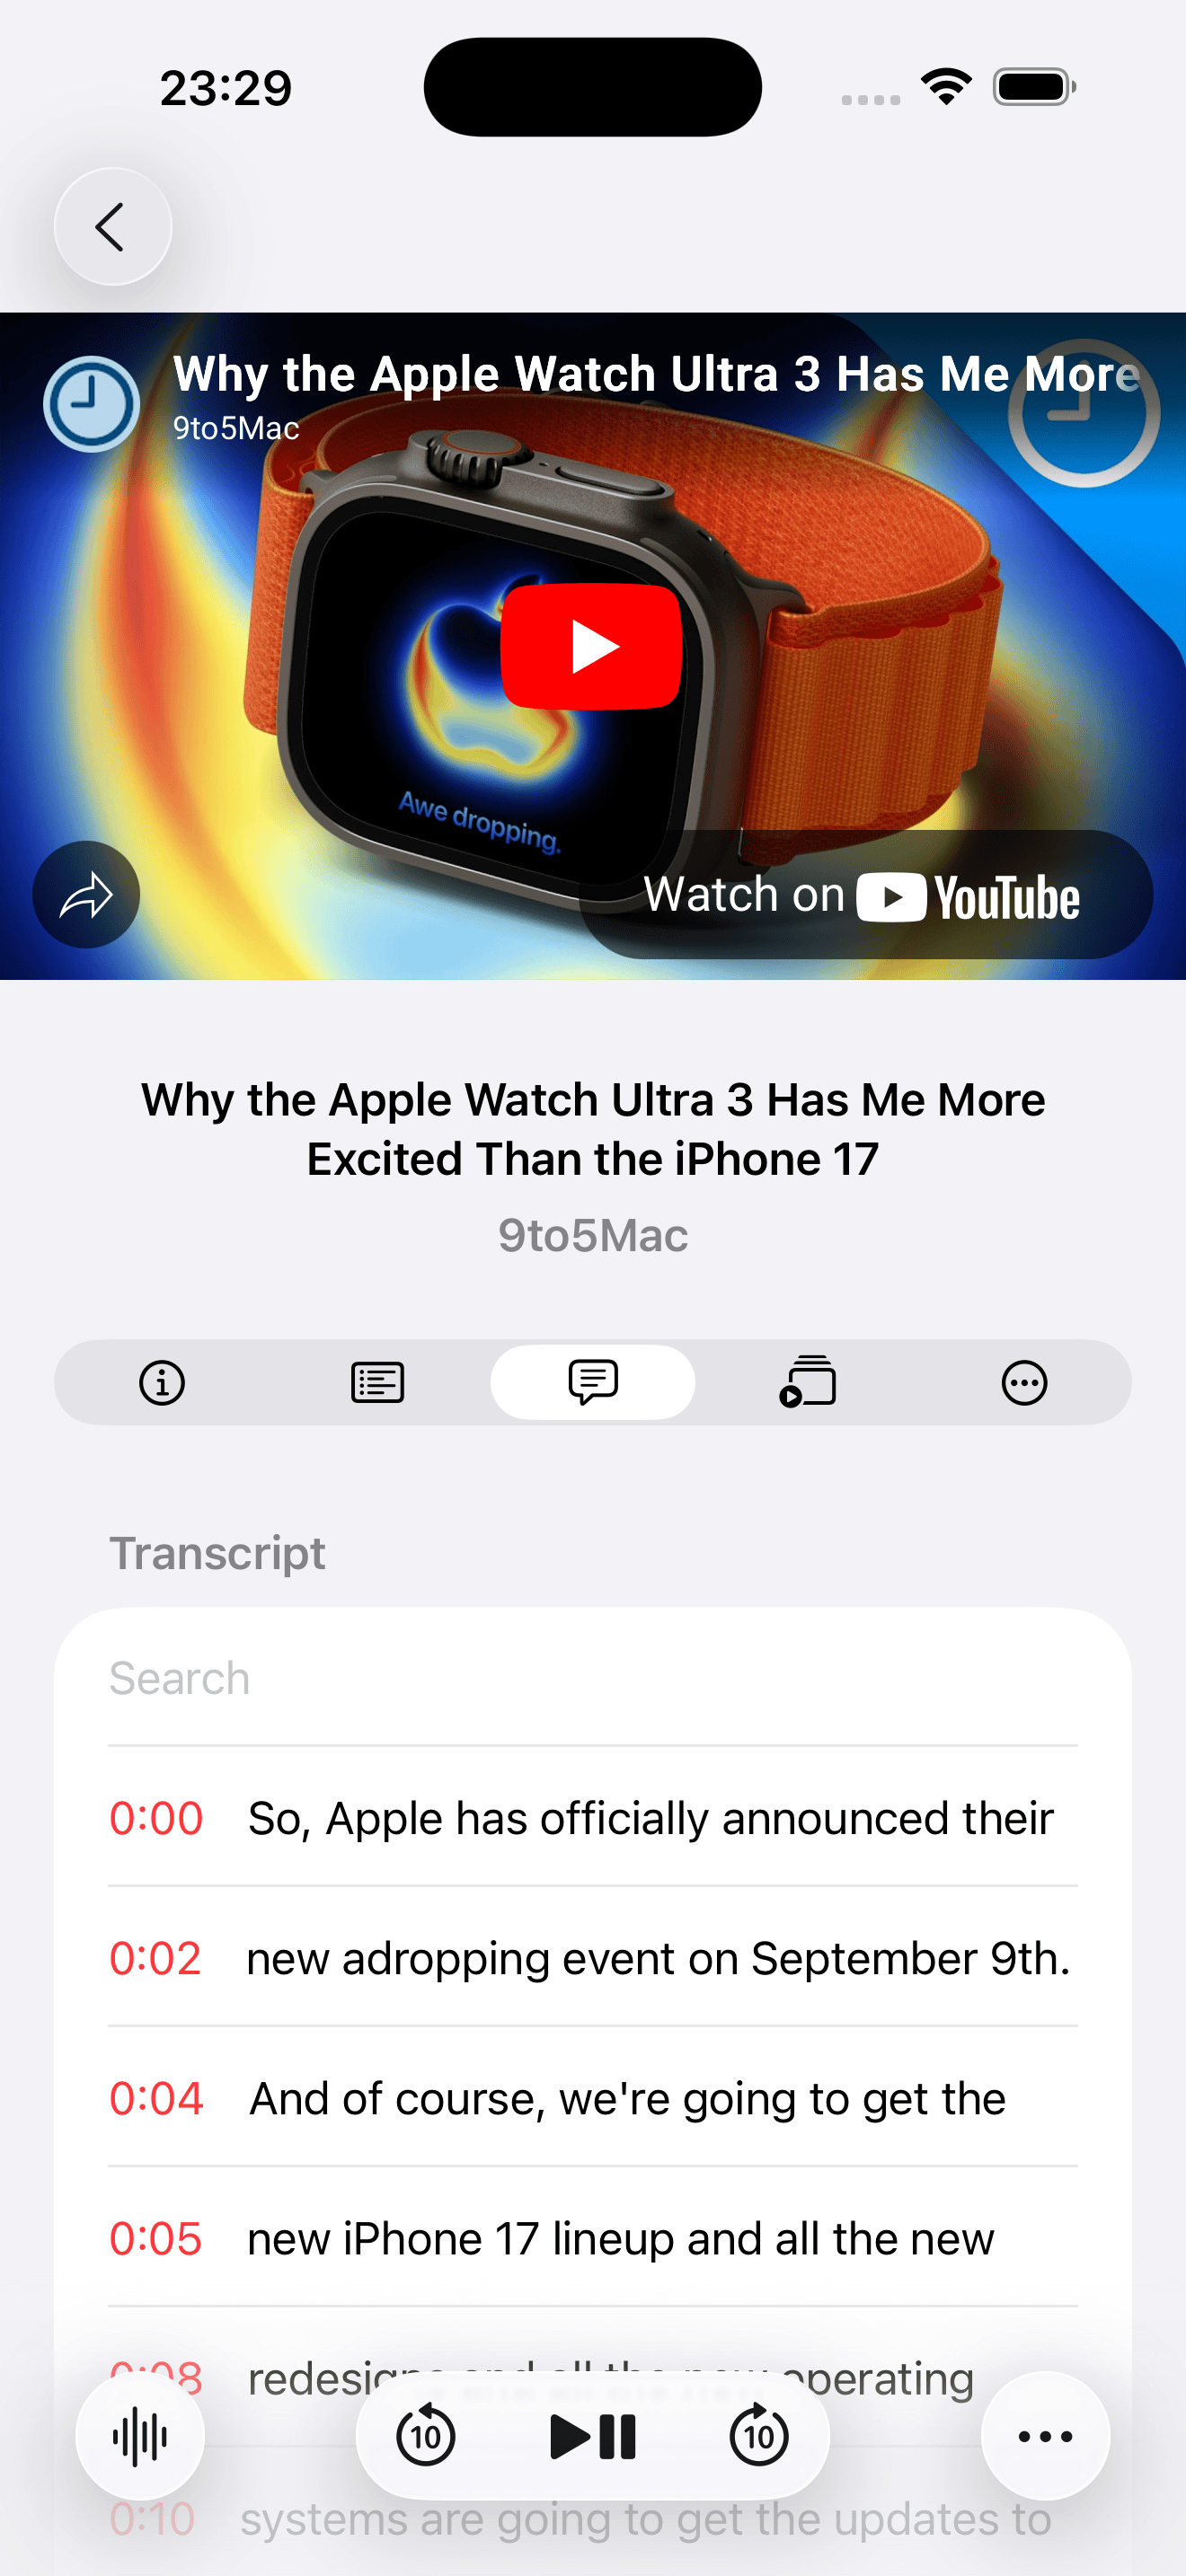 23:29
Why the Apple Watch Ultra 3 Has Me More
9to5Mac
Awe dropping.
Watch on YouTube
Why the Apple Watch Ultra 3 Has Me More
Excited Than the iPhone 17
9to5Mac
Transcript
Search
0:00 So, Apple has officially announced their
0:02 new adropping event on September 9th.
0:04 And of course, we're going to get the
0:05 new iPhone 17 lineup and all the new
0:08 redesigns and all the new operating
10 10
0:10 systems are going to get the updates to